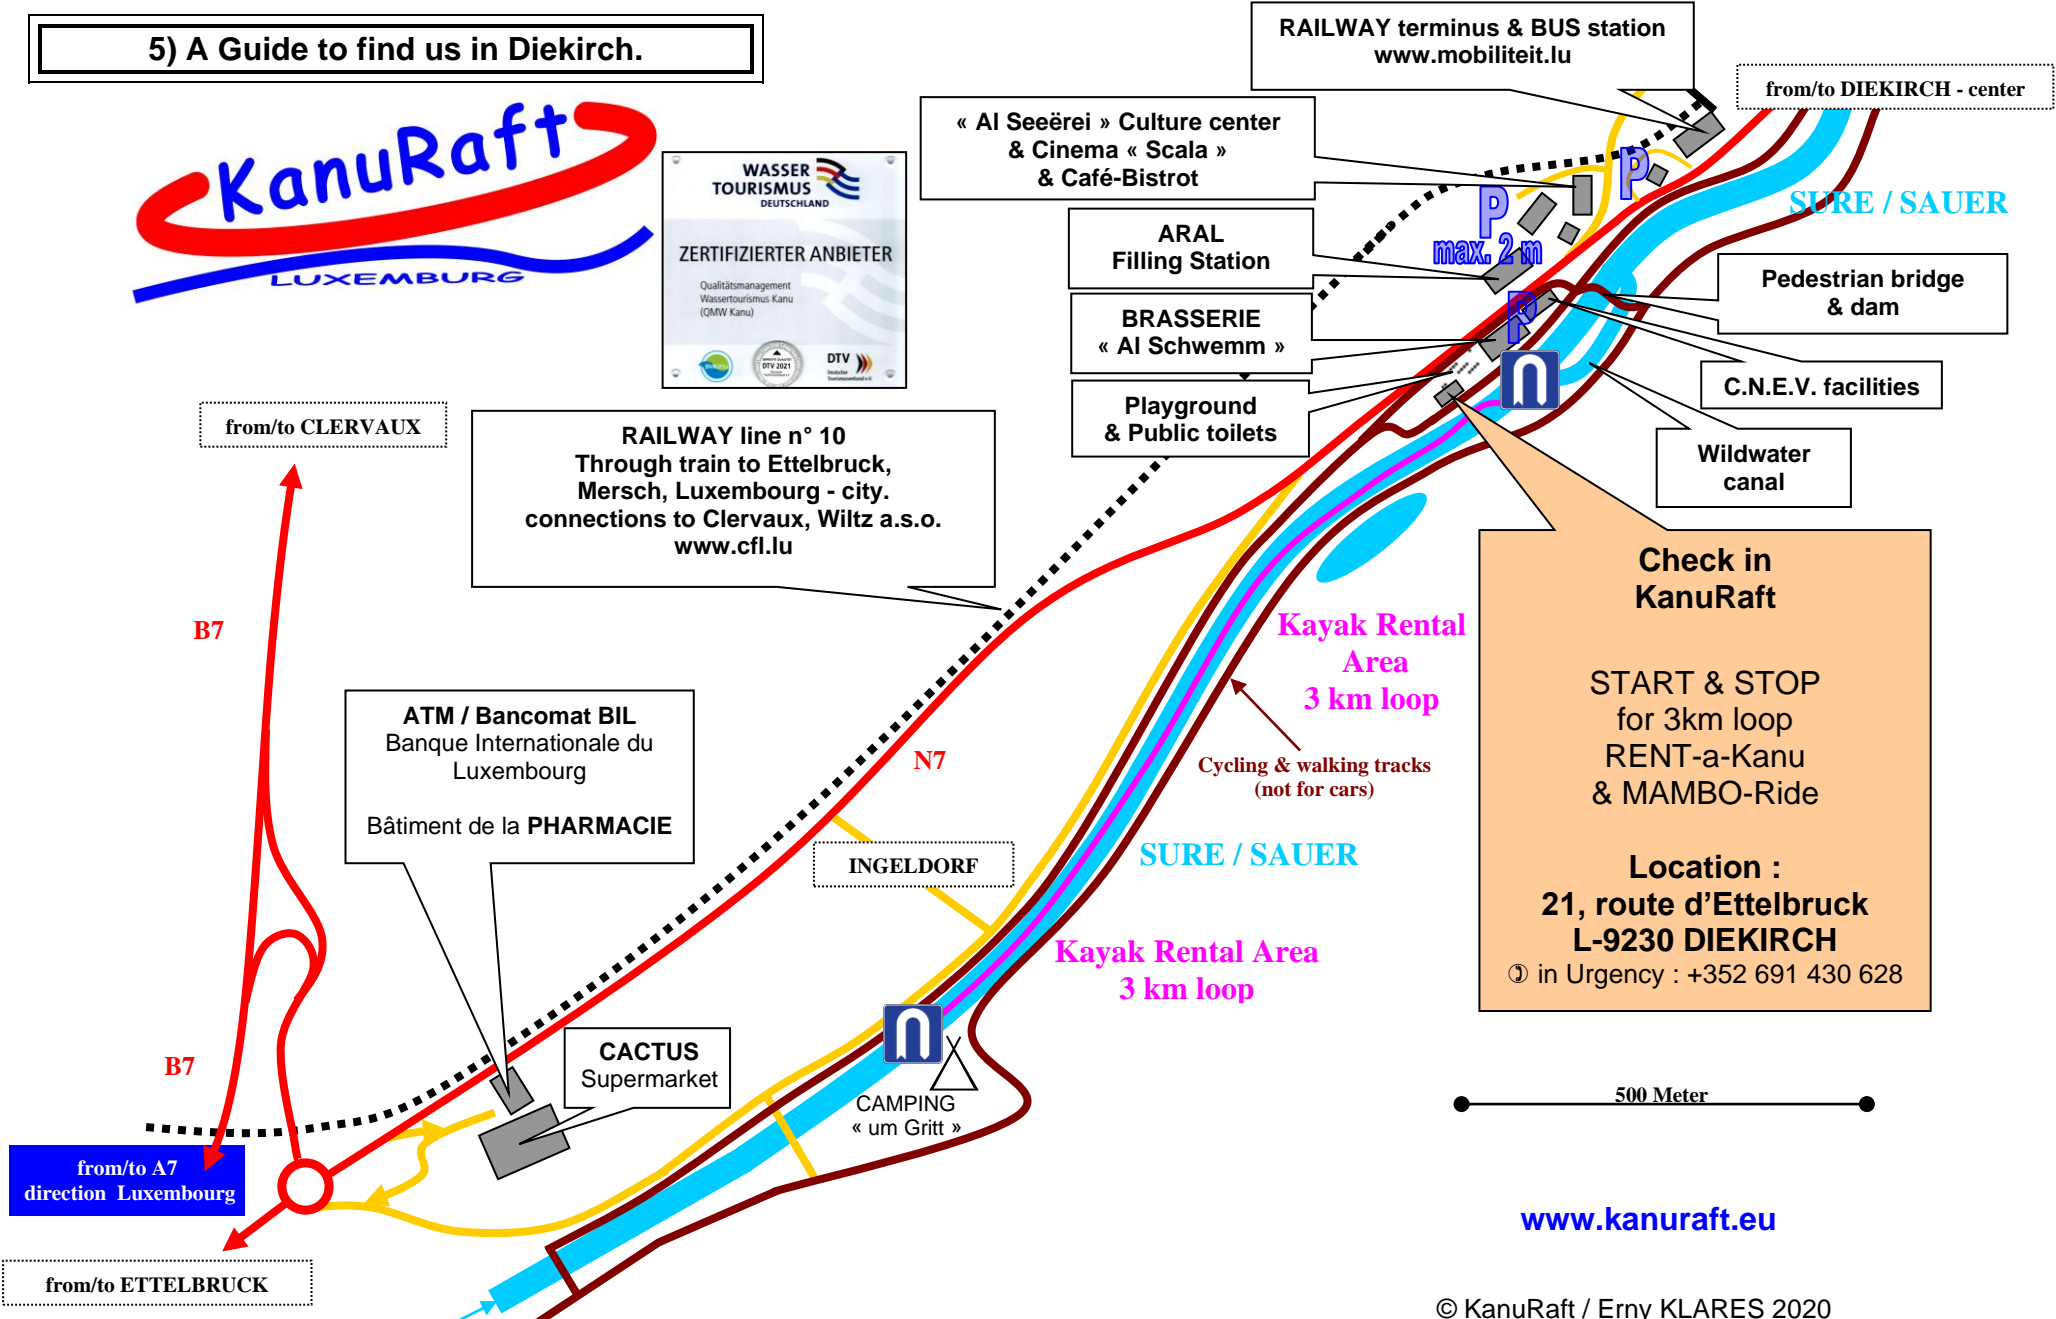 5) A Guide to find us in Diekirch.
KanuRaft
LUXEMBURG
WASSER
TOURISMUS
DEUTSCHLAND
ZERTIFIZIERTER ANBIETER
Qualitätsmanagement
Wassertourismus Kanu
(QMW Kanu)
DTV 2021
DTV
RAILWAY terminus & BUS station
www.mobiliteit.lu
from/to DIEKIRCH - center
« Al Seeërei » Culture center
& Cinema « Scala »
& Café-Bistrot
P
P
max. 2 m
SURE / SAUER
ARAL
Filling Station
Pedestrian bridge
& dam
BRASSERIE
« Al Schwemm »
P
C.N.E.V. facilities
Playground
& Public toilets
Wildwater
canal
from/to CLERVAUX
RAILWAY line n° 10
Through train to Ettelbruck,
Mersch, Luxembourg - city.
connections to Clervaux, Wiltz a.s.o.
www.cfl.lu
Check in
KanuRaft
START & STOP
for 3km loop
RENT-a-Kanu
& MAMBO-Ride
Location :
21, route d’Ettelbruck
L-9230 DIEKIRCH
✆ in Urgency : +352 691 430 628
B7
Kayak Rental
Area
3 km loop
ATM / Bancomat BIL
Banque Internationale du
Luxembourg
Bâtiment de la PHARMACIE
N7
Cycling & walking tracks
(not for cars)
INGELDORF
SURE / SAUER
Kayak Rental Area
3 km loop
B7
CACTUS
Supermarket
CAMPING
« um Gritt »
500 Meter
from/to A7
direction Luxembourg
from/to ETTELBRUCK
www.kanuraft.eu
© KanuRaft / Erny KLARES 2020